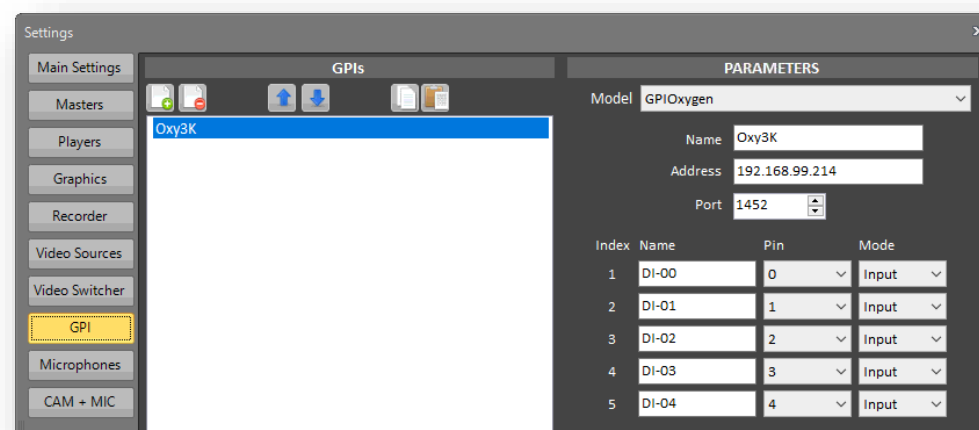 Settings
Main Settings
Masters
Players
Graphics
Recorder
Video Sources
Video Switcher
GPI
Microphones
CAM + MIC
GPIs
Oxy3K
PARAMETERS
Model GPIOxygen
Name Oxy3K
Address 192.168.99.214
Port 1452
Index Name Pin Mode
1 DI-00 0 Input
2 DI-01 1 Input
3 DI-02 2 Input
4 DI-03 3 Input
5 DI-04 4 Input